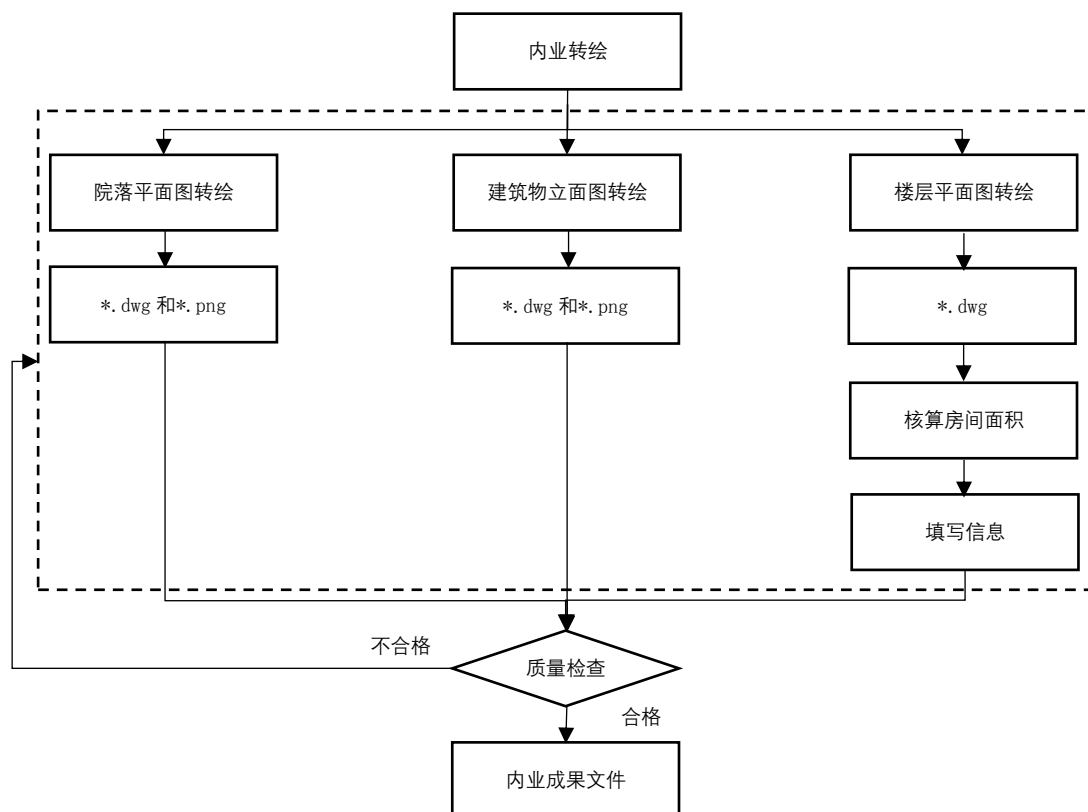 内业转绘
院落平面图转绘
建筑物立面图转绘
楼层平面图转绘
*.dwg 和*.png
*.dwg 和*.png
*.dwg
核算房间面积
填写信息
不合格
质量检查
合格
内业成果文件